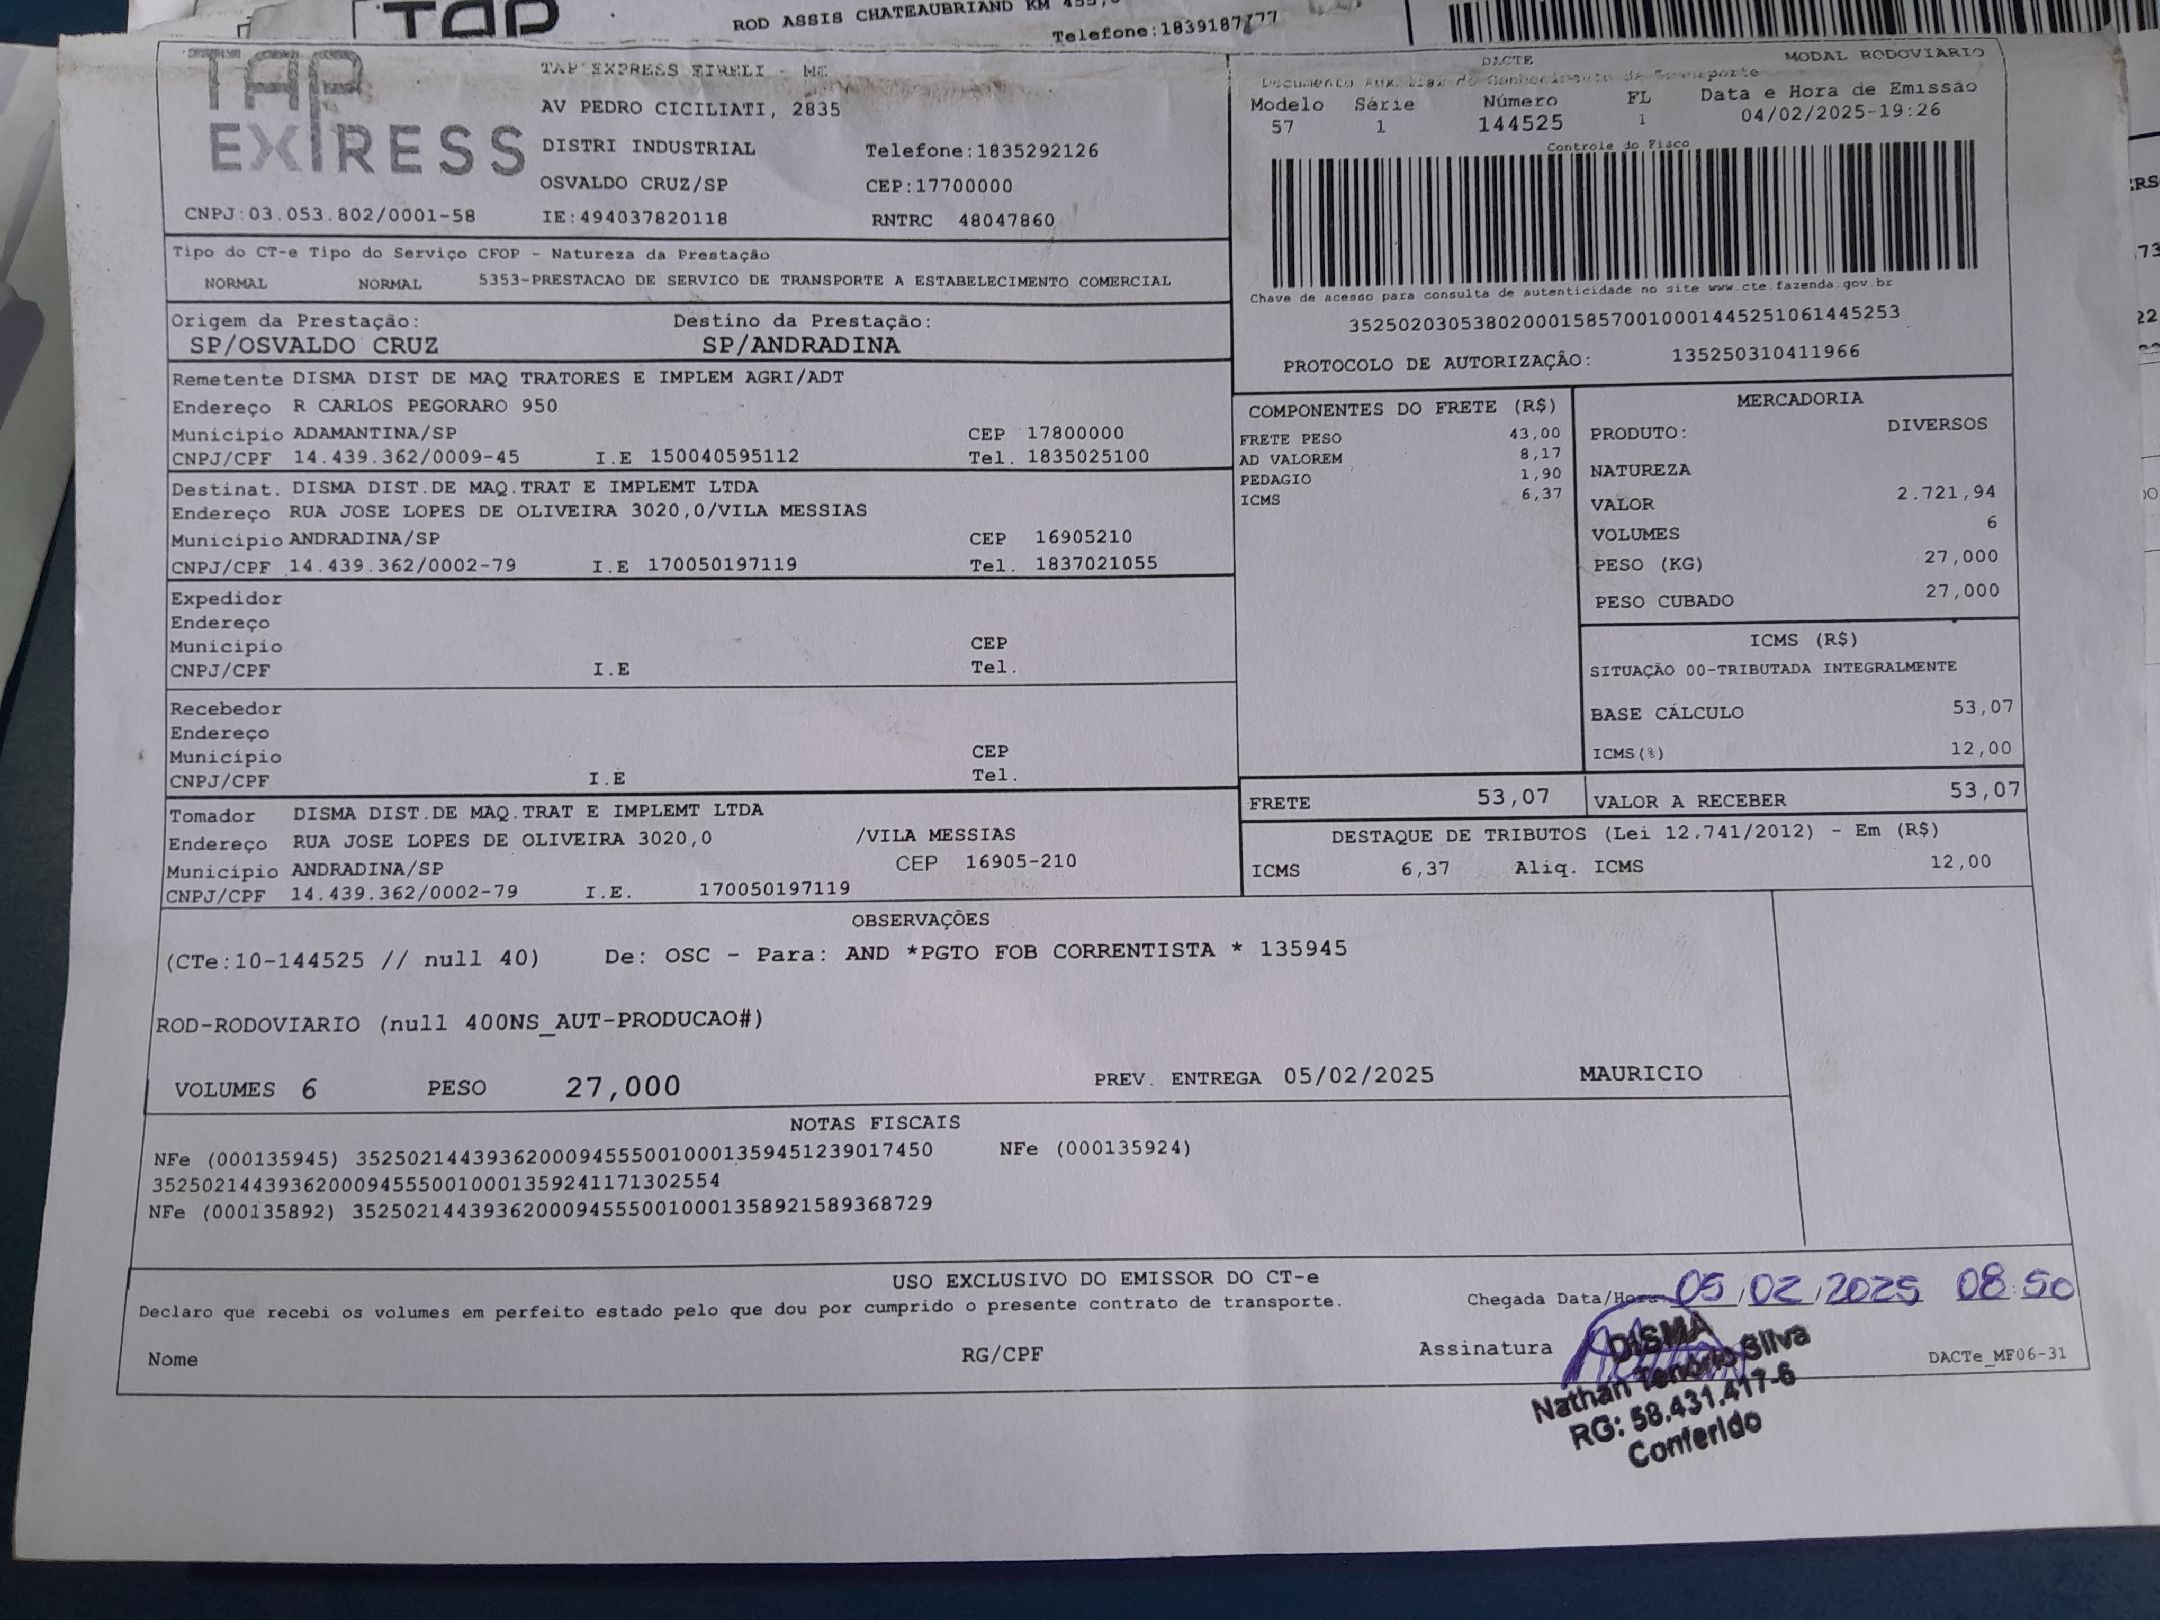 TAP
ROD ASSIS CHATEAUBRIAND KM
Telefone:1839187777
TAP EXPRESS
TAP EXPRESS EIRELI - ME
AV PEDRO CICILIATI, 2835
DISTRI INDUSTRIAL Telefone:1835292126
OSVALDO CRUZ/SP CEP:17700000
CNPJ:03.053.802/0001-58 IE:494037820118 RNTRC 48047860
DACTE MODAL RODOVIARIO
Documento Auxiliar do Conhecimento de Transporte
Modelo Série Número FL Data e Hora de Emissão
57 1 144525 1 04/02/2025-19:26
Controle do Fisco
Chave de acesso para consulta de autenticidade no site www.cte.fazenda.gov.br
35250203053802000158570010001445251061445253
PROTOCOLO DE AUTORIZAÇÃO: 135250310411966
Tipo do CT-e Tipo do Serviço CFOP - Natureza da Prestação
NORMAL NORMAL 5353-PRESTACAO DE SERVICO DE TRANSPORTE A ESTABELECIMENTO COMERCIAL
Origem da Prestação: Destino da Prestação:
SP/OSVALDO CRUZ SP/ANDRADINA
Remetente DISMA DIST DE MAQ TRATORES E IMPLEM AGRI/ADT
Endereço R CARLOS PEGORARO 950
Município ADAMANTINA/SP CEP 17800000
CNPJ/CPF 14.439.362/0009-45 I.E 150040595112 Tel. 1835025100
Destinat. DISMA DIST.DE MAQ.TRAT E IMPLEMT LTDA
Endereço RUA JOSE LOPES DE OLIVEIRA 3020,0/VILA MESSIAS
Município ANDRADINA/SP CEP 16905210
CNPJ/CPF 14.439.362/0002-79 I.E 170050197119 Tel. 1837021055
Expedidor
Endereço
Município CEP
CNPJ/CPF I.E Tel.
Recebedor
Endereço
Município CEP
CNPJ/CPF I.E Tel.
Tomador DISMA DIST.DE MAQ.TRAT E IMPLEMT LTDA
Endereço RUA JOSE LOPES DE OLIVEIRA 3020,0 /VILA MESSIAS
Município ANDRADINA/SP CEP 16905-210
CNPJ/CPF 14.439.362/0002-79 I.E. 170050197119
COMPONENTES DO FRETE (R$)
FRETE PESO 43,00
AD VALOREM 8,17
PEDAGIO 1,90
ICMS 6,37
MERCADORIA
PRODUTO: DIVERSOS
NATUREZA
VALOR 2.721,94
VOLUMES 6
PESO (KG) 27,000
PESO CUBADO 27,000
ICMS (R$)
SITUAÇÃO 00-TRIBUTADA INTEGRALMENTE
BASE CÁLCULO 53,07
ICMS(%) 12,00
FRETE 53,07 VALOR A RECEBER 53,07
DESTAQUE DE TRIBUTOS (Lei 12.741/2012) - Em (R$)
ICMS 6,37 Aliq. ICMS 12,00
OBSERVAÇÕES
(CTe:10-144525 // null 40) De: OSC - Para: AND *PGTO FOB CORRENTISTA * 135945
ROD-RODOVIARIO (null 400NS_AUT-PRODUCAO#)
VOLUMES 6 PESO 27,000 PREV. ENTREGA 05/02/2025 MAURICIO
NOTAS FISCAIS
NFe (000135945) 35250214439362000945550010001359451239017450 NFe (000135924)
35250214439362000945550010001359241171302554
NFe (000135892) 35250214439362000945550010001358921589368729
USO EXCLUSIVO DO EMISSOR DO CT-e
Declaro que recebi os volumes em perfeito estado pelo que dou por cumprido o presente contrato de transporte.
Chegada Data/Hora 05/02/2025 08:50
Nome RG/CPF Assinatura
DACTe_MF06-31
DISMA
Nathan Tenório Silva
RG: 58.431.417-6
Conferido